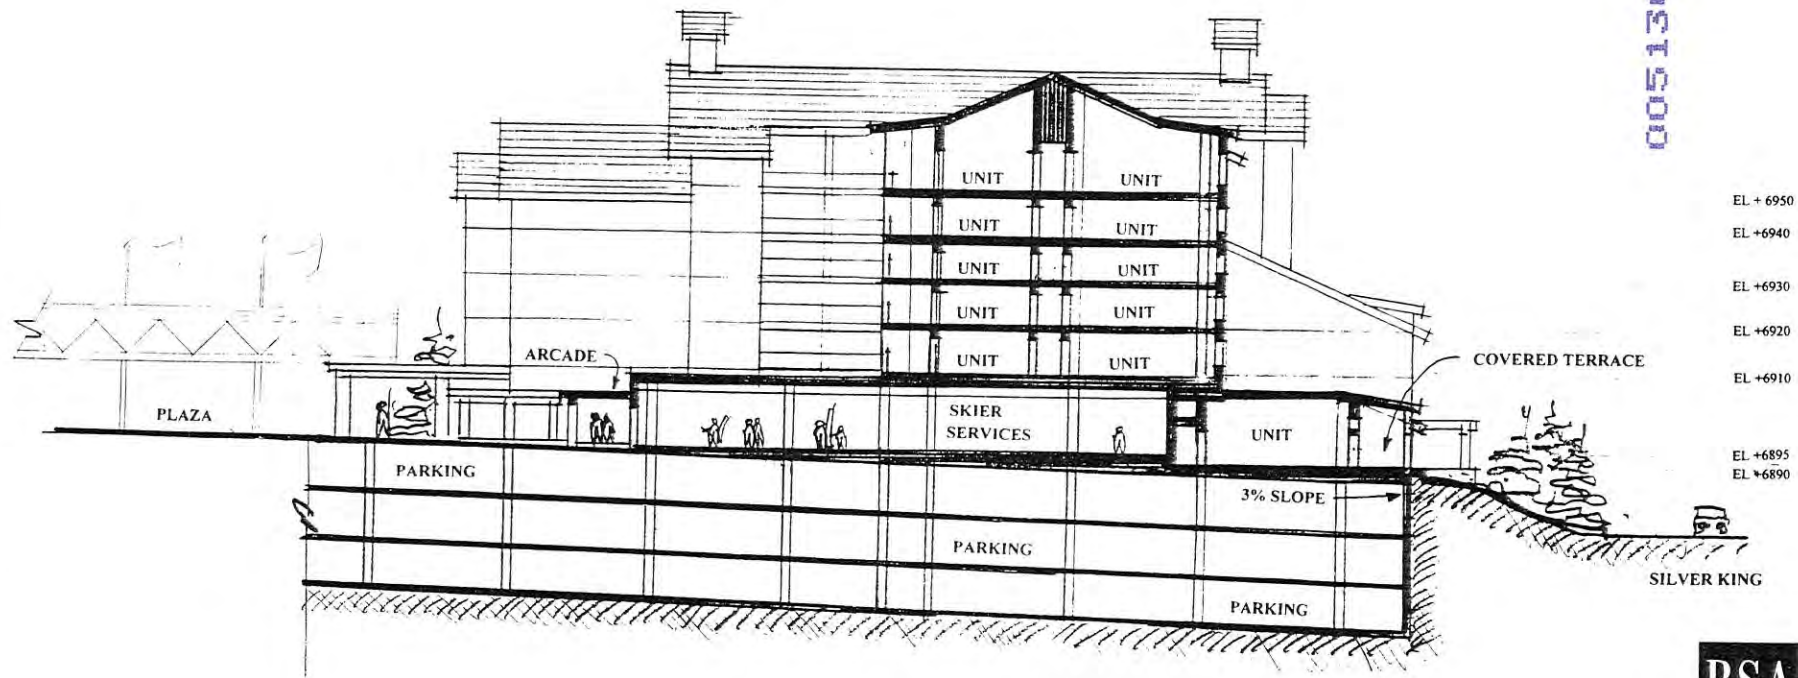 005 13
UNIT UNIT
UNIT UNIT
UNIT UNIT
UNIT UNIT
UNIT UNIT
EL + 6950
EL +6940
EL +6930
EL +6920
EL +6910
EL +6895
EL +6890
ARCADE
COVERED TERRACE
PLAZA
SKIER
SERVICES
UNIT
PARKING
3% SLOPE
PARKING
PARKING
SILVER KING